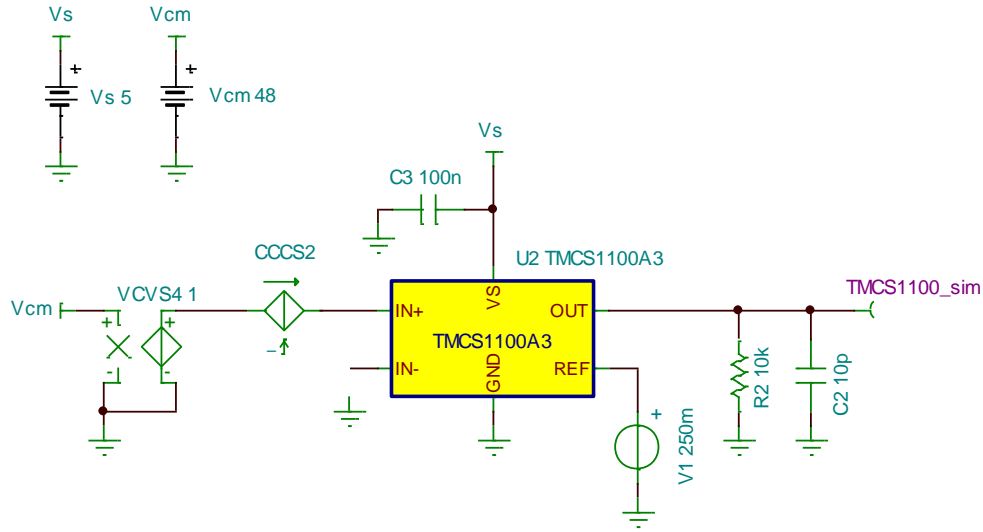 Vs
Vcm
+
+
Vs 5
Vcm 48
Vs
C3 100n
CCCS2
U2 TMCS1100A3
TMCS1100_sim
VCVS4 1
Vcm
+
+
-
-
–
IN+
VS
OUT
TMCS1100A3
IN-
GND
REF
R2 10k
C2 10p
+
V1 250m